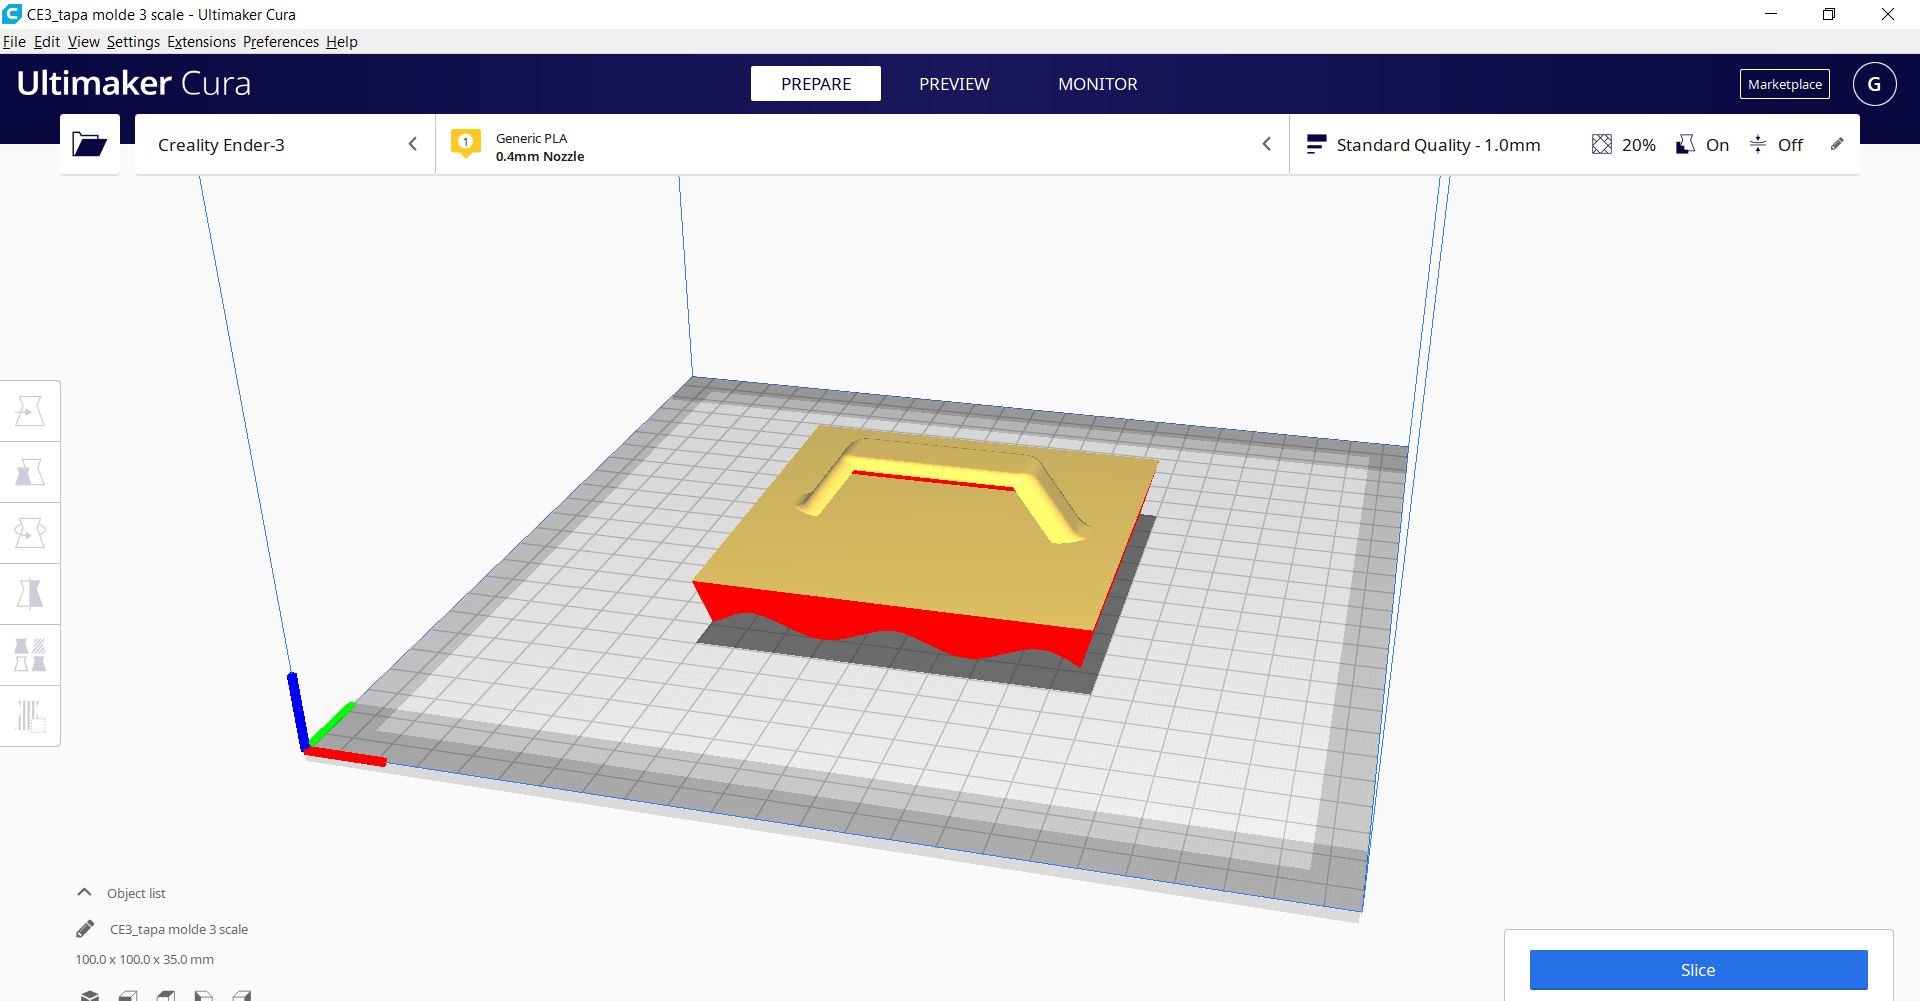 CE3_tapa molde 3 scale - Ultimaker Cura
File Edit View Settings Extensions Preferences Help
Ultimaker Cura
PREPARE
PREVIEW
MONITOR
Marketplace
G
Creality Ender-3
1
Generic PLA
0.4mm Nozzle
Standard Quality - 1.0mm
20%
On
Off
Object list
CE3_tapa molde 3 scale
100.0 x 100.0 x 35.0 mm
Slice